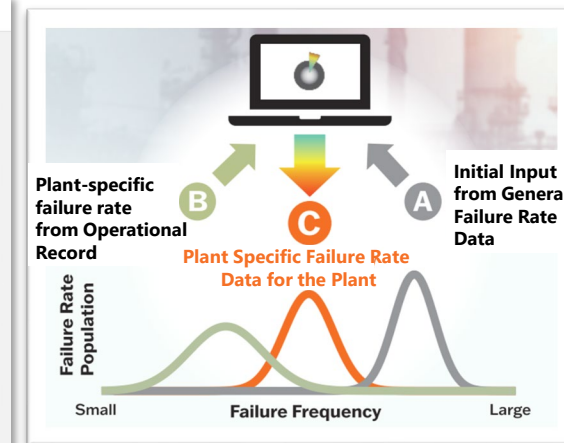 Plant-specific
failure rate
from Operational
Record
B
C
A
Initial Input
from Genera
Failure Rate
Data
Plant Specific Failure Rate
Data for the Plant
Failure Rate
Population
Small
Failure Frequency
Large